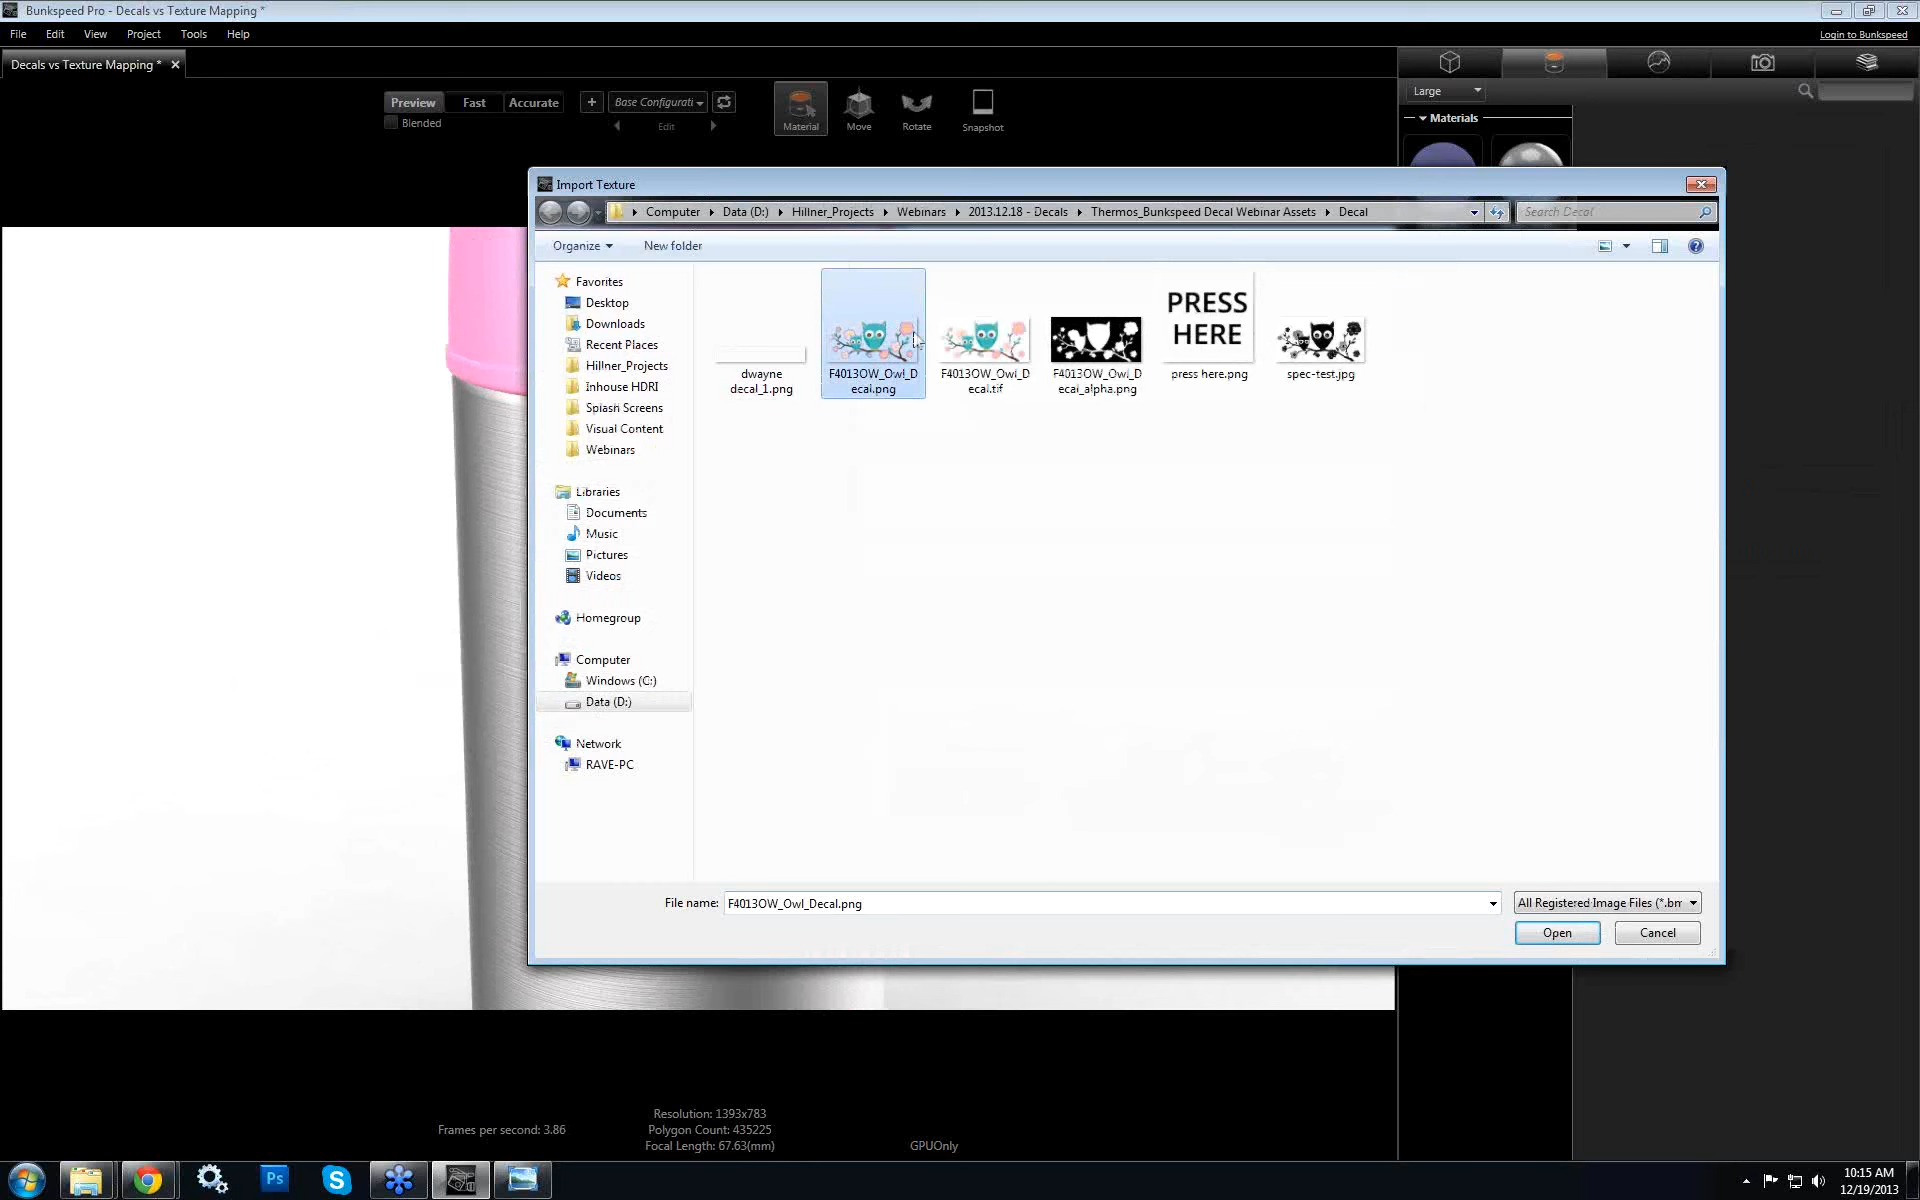 Bunkspeed Pro - Decals vs Texture Mapping *
File Edit View Project Tools Help
Login to Bunkspeed
Decals vs Texture Mapping *
Preview Fast Accurate
Blended
Base Configurati
Edit
Material Move Rotate Snapshot
Large
Materials
Import Texture
Computer Data (D:) Hillner_Projects Webinars 2013.12.18 - Decals Thermos_Bunkspeed Decal Webinar Assets Decal
Search Decal
Organize New folder
Favorites
Desktop
Downloads
Recent Places
Hillner_Projects
Inhouse HDRI
Splash Screens
Visual Content
Webinars
Libraries
Documents
Music
Pictures
Videos
Homegroup
Computer
Windows (C:)
Data (D:)
Network
RAVE-PC
PRESS
HERE
dwayne
decal_1.png
F4013OW_Owl_D
ecal.png
F4013OW_Owl_D
ecal.tif
F4013OW_Owl_D
ecal_alpha.png
press here.png
spec-test.jpg
File name: F4013OW_Owl_Decal.png
All Registered Image Files (*.bm
Open Cancel
Frames per second: 3.86
Resolution: 1393x783
Polygon Count: 435225
Focal Length: 67.63(mm)
GPUOnly
Ps
10:15 AM
12/19/2013